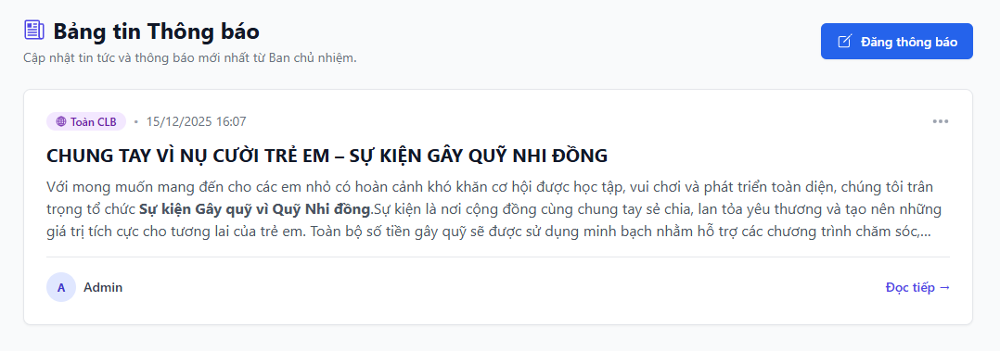 Bảng tin Thông báo
Cập nhật tin tức và thông báo mới nhất từ Ban chủ nhiệm.
Đăng thông báo
Toàn CLB • 15/12/2025 16:07
CHUNG TAY VÌ NỤ CƯỜI TRẺ EM – SỰ KIỆN GÂY QUỸ NHI ĐỒNG
Với mong muốn mang đến cho các em nhỏ có hoàn cảnh khó khăn cơ hội được học tập, vui chơi và phát triển toàn diện, chúng tôi trân
trọng tổ chức Sự kiện Gây quỹ vì Quỹ Nhi đồng.Sự kiện là nơi cộng đồng cùng chung tay sẻ chia, lan tỏa yêu thương và tạo nên những
giá trị tích cực cho tương lai của trẻ em. Toàn bộ số tiền gây quỹ sẽ được sử dụng minh bạch nhằm hỗ trợ các chương trình chăm sóc,...
A Admin
Đọc tiếp →